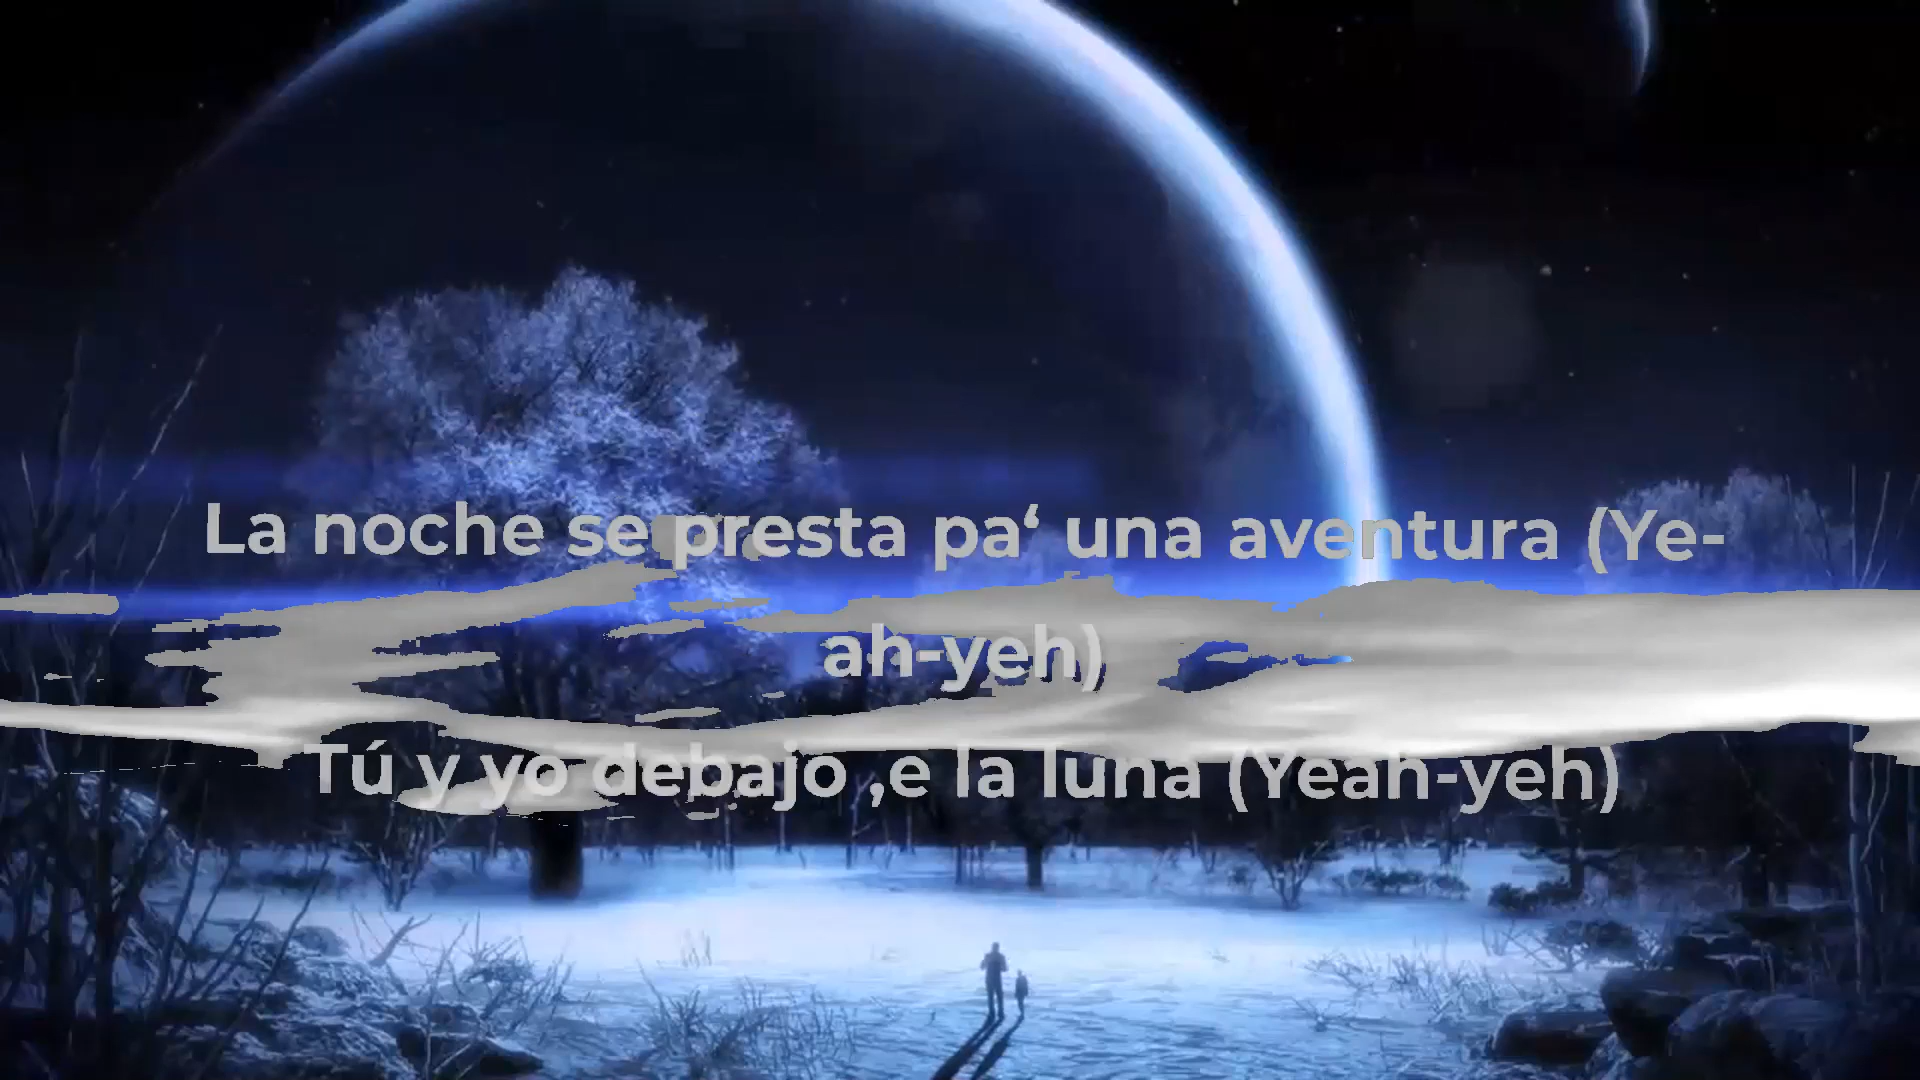 La noche se presta pa‘ una aventura (Ye-
ah-yeh)
Tú y yo debajo ‚e la luna (Yeah-yeh)